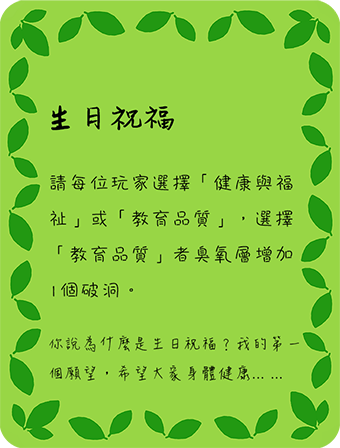 生日祝福
請每位玩家選擇「健康與福
祉」或「教育品質」，選擇
「教育品質」者臭氧層增加
1個破洞。
你說為什麼是生日祝福？我的第一
個願望，希望大家身體健康……